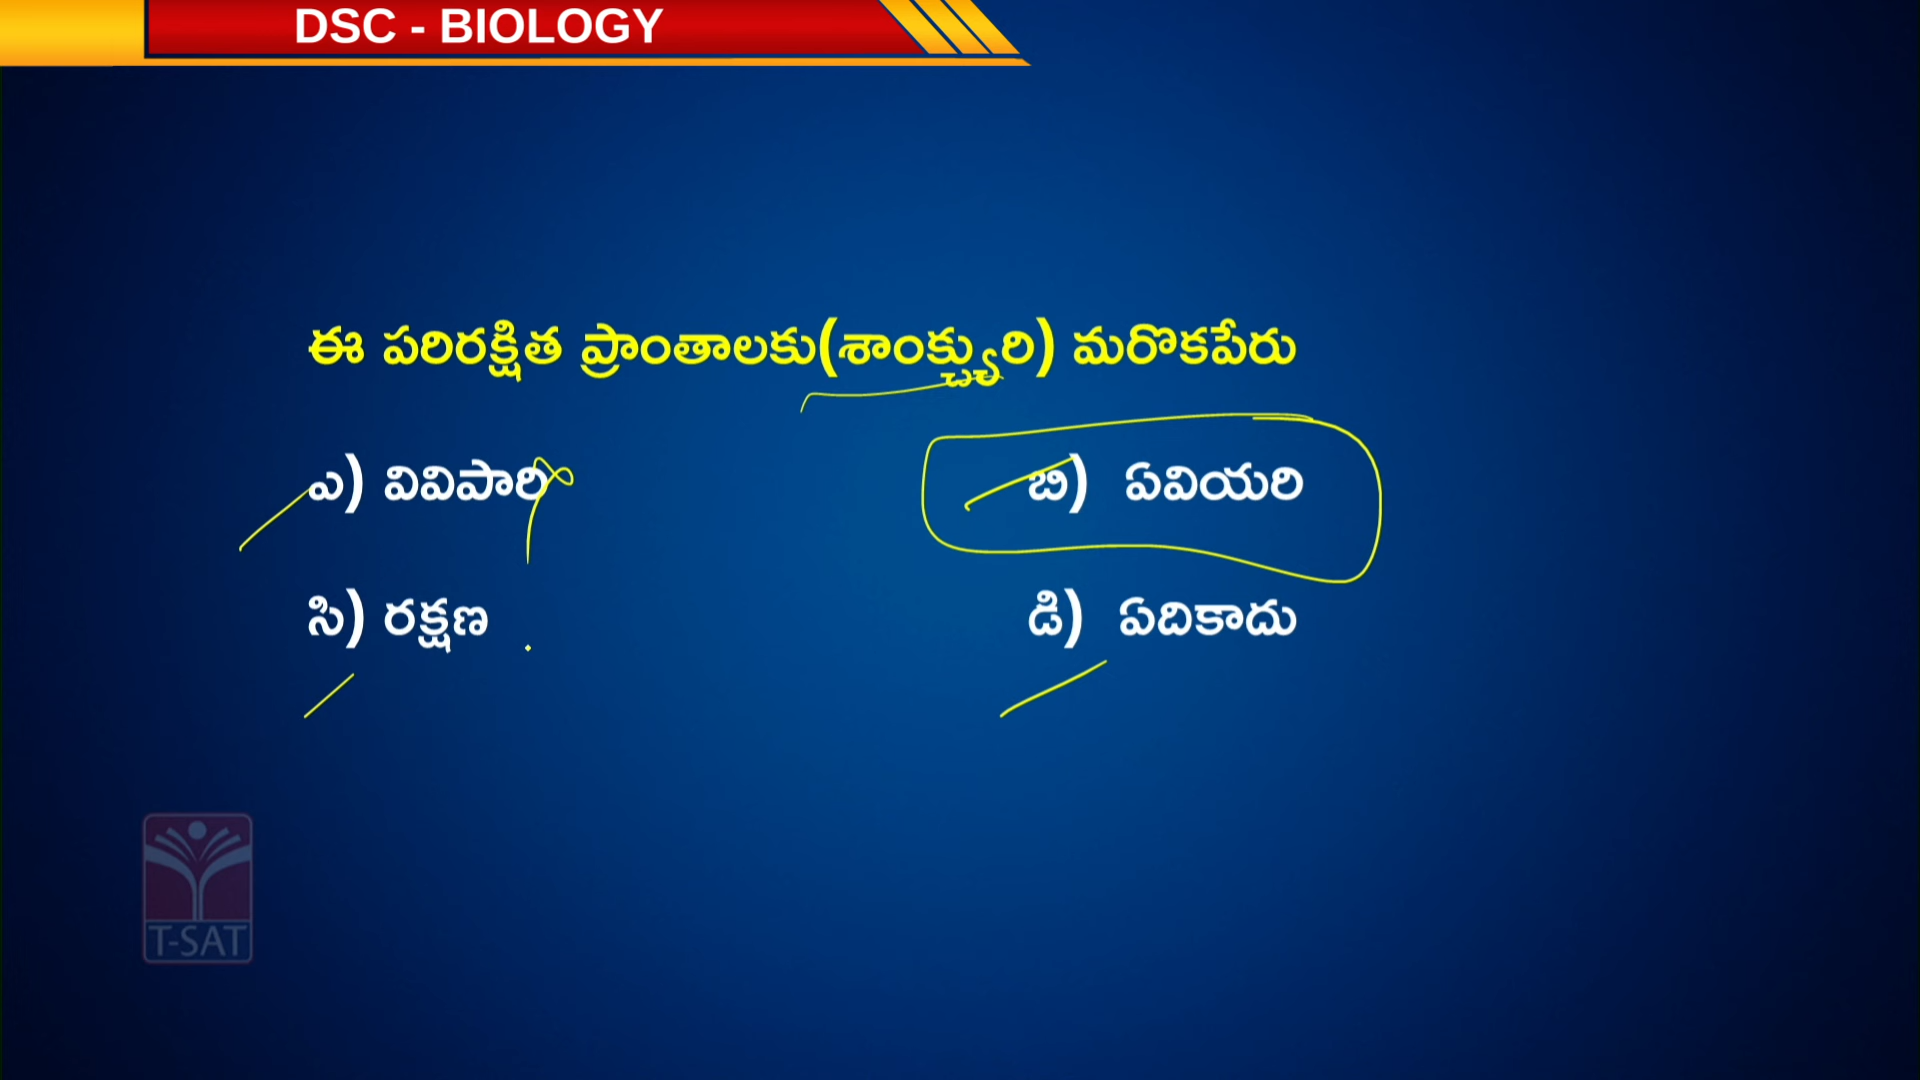 DSC - BIOLOGY
ఈ పరిరక్షిత ప్రాంతాలకు(శాంక్చ్యురి) మరొకపేరు
ఎ) వివిపారి
బి) ఏవియరి
సి) రక్షణ
డి) ఏదికాదు
T-SAT